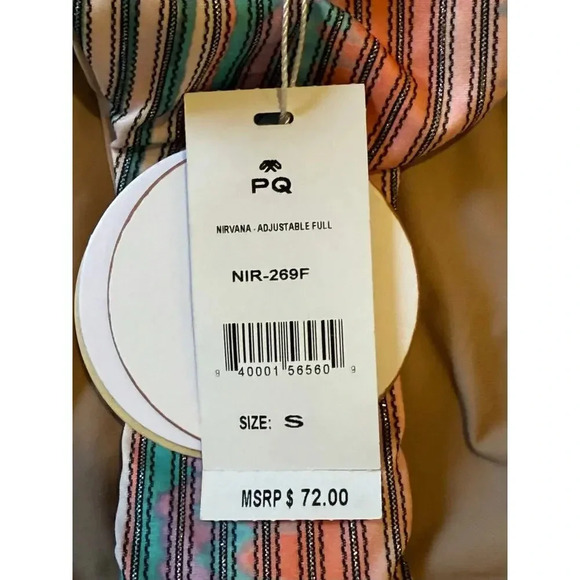 PQ
NIRVANA - ADJUSTABLE FULL
NIR-269F
9 40001 56560 9
SIZE: S
MSRP $ 72.00